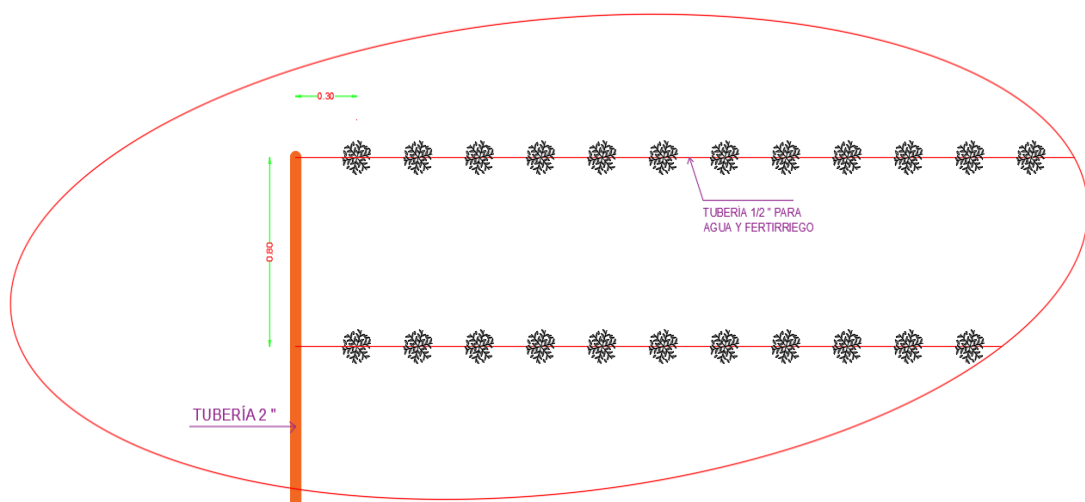 0.30
TUBERÍA 1/2 " PARA
AGUA Y FERTIRRIEGO
0.80
TUBERÍA 2 "